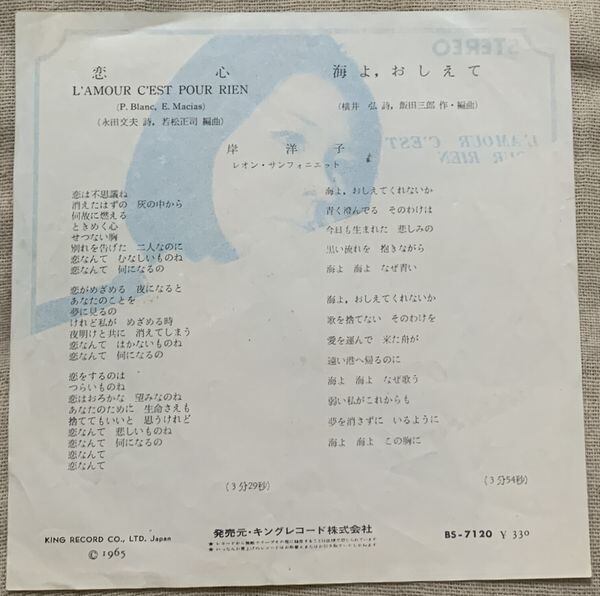 STEREO
恋　心
L'AMOUR C'EST POUR RIEN
(P. Blanc, E. Macias)
(永田文夫 詩, 若松正司 編曲)
海よ, おしえて
(横井 弘 詩, 飯田三郎 作・編曲)
L'AMOUR C'EST
POUR RIEN
岸 洋 子
レオン・サンフォニエット
恋は不思議ね
消えたはずの 灰の中から
何故に燃える
ときめく心
せつない胸
別れを告げた 二人なのに
恋なんて むなしいものね
恋なんて 何になるの
恋がめざめる 夜になると
あなたのことを
夢に見るの
けれど私が めざめる時
夜明けと共に 消えてしまう
恋なんて はかないものね
恋なんて 何になるの
恋をするのは
つらいものね
恋はおろかな 望みなのね
あなたのために 生命さえも
捨ててもいいと 思うけれど
恋なんて 悲しいものね
恋なんて 何になるの
恋なんて
恋なんて
(3分29秒)
海よ, おしえてくれないか
青く澄んでる そのわけは
今日も生まれた 悲しみの
黒い流れを 抱きながら
海よ 海よ なぜ青い
海よ, おしえてくれないか
歌を捨てない そのわけを
愛を運んで 来た舟が
遠い港へ帰るのに
海よ 海よ なぜ歌う
弱い私がこれからも
夢を消さずに いるように
海よ 海よ この胸に
(3分54秒)
KING RECORD CO., LTD. Japan
© 1965
発売元・キングレコード株式会社
BS-7120 ¥330